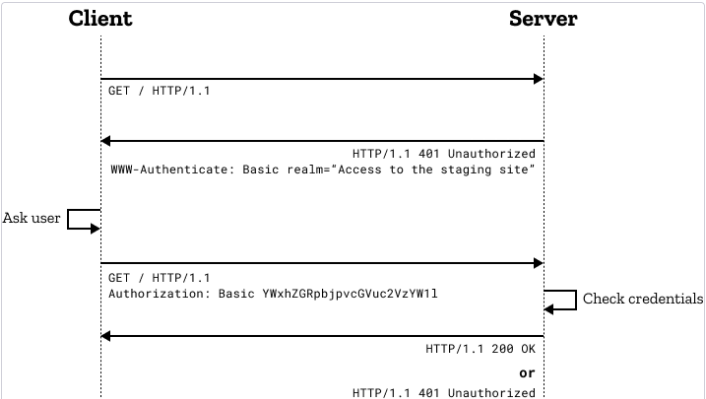 Client
Server
GET / HTTP/1.1
HTTP/1.1 401 Unauthorized
WWW-Authenticate: Basic realm="Access to the staging site"
Ask user
GET / HTTP/1.1
Authorization: Basic YWxhZGRpbjpvcGVuc2VzYW1l
Check credentials
HTTP/1.1 200 OK
or
HTTP/1.1 401 Unauthorized